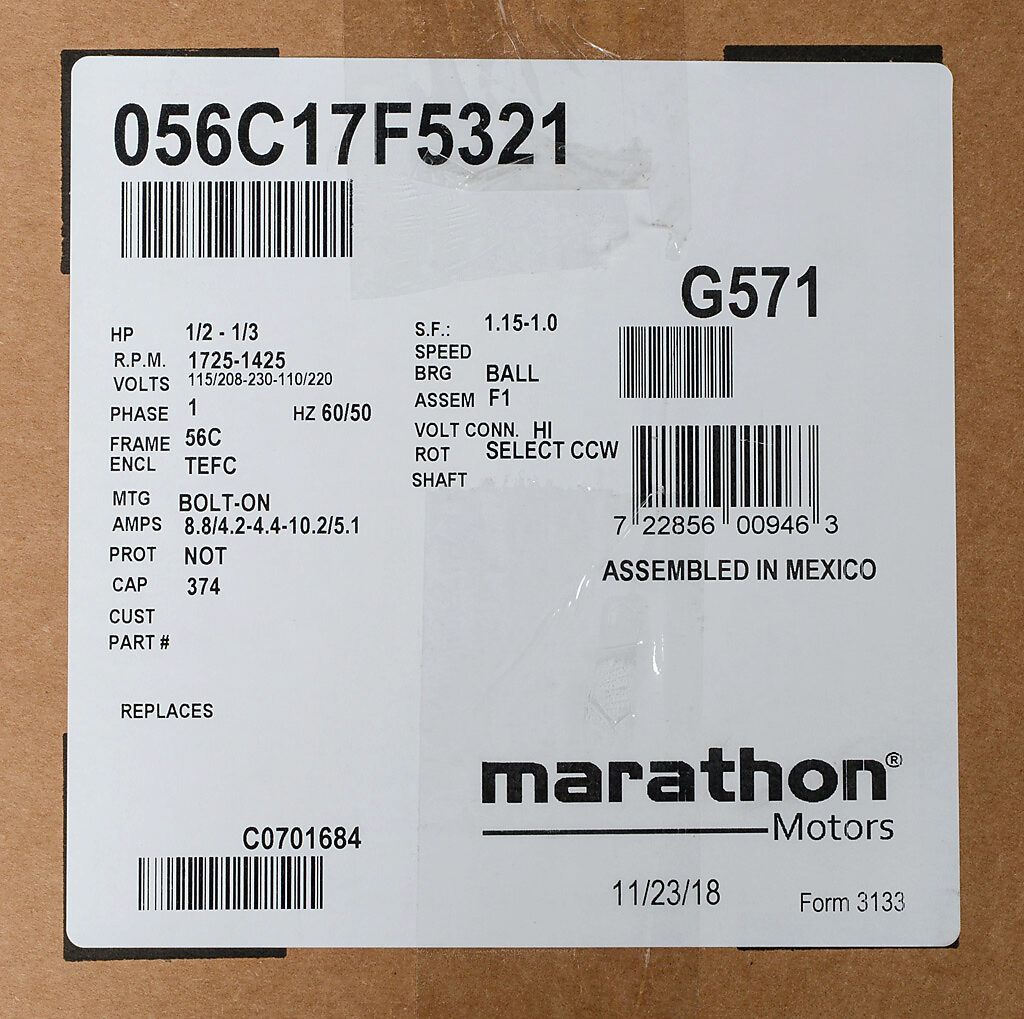 056C17F5321
G571
HP 1/2 - 1/3
R.P.M. 1725-1425
VOLTS 115/208-230-110/220
PHASE 1 HZ 60/50
FRAME 56C
ENCL TEFC
MTG BOLT-ON
AMPS 8.8/4.2-4.4-10.2/5.1
PROT NOT
CAP 374
CUST
PART #
REPLACES
S.F.: 1.15-1.0
SPEED
BRG BALL
ASSEM F1
VOLT CONN. HI
ROT SELECT CCW
SHAFT
7 22856 00946 3
ASSEMBLED IN MEXICO
C0701684
marathon®
Motors
11/23/18
Form 3133